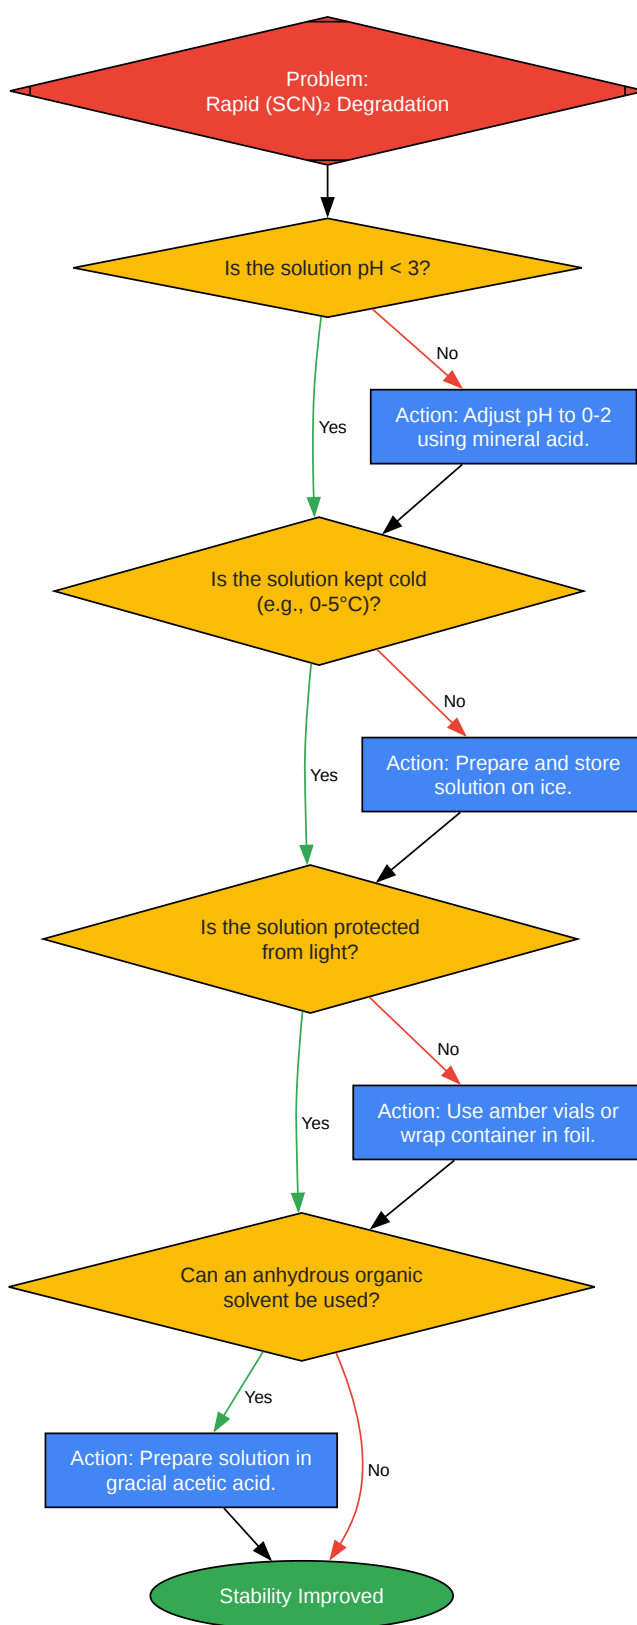 Problem:
Rapid (SCN)₂ Degradation
Is the solution pH < 3?
No
Action: Adjust pH to 0-2
using mineral acid.
Yes
Is the solution kept cold
(e.g., 0-5°C)?
No
Action: Prepare and store
solution on ice.
Yes
Is the solution protected
from light?
No
Action: Use amber vials or
wrap container in foil.
Yes
Can an anhydrous organic
solvent be used?
Yes
Action: Prepare solution in
gracial acetic acid.
No
Stability Improved